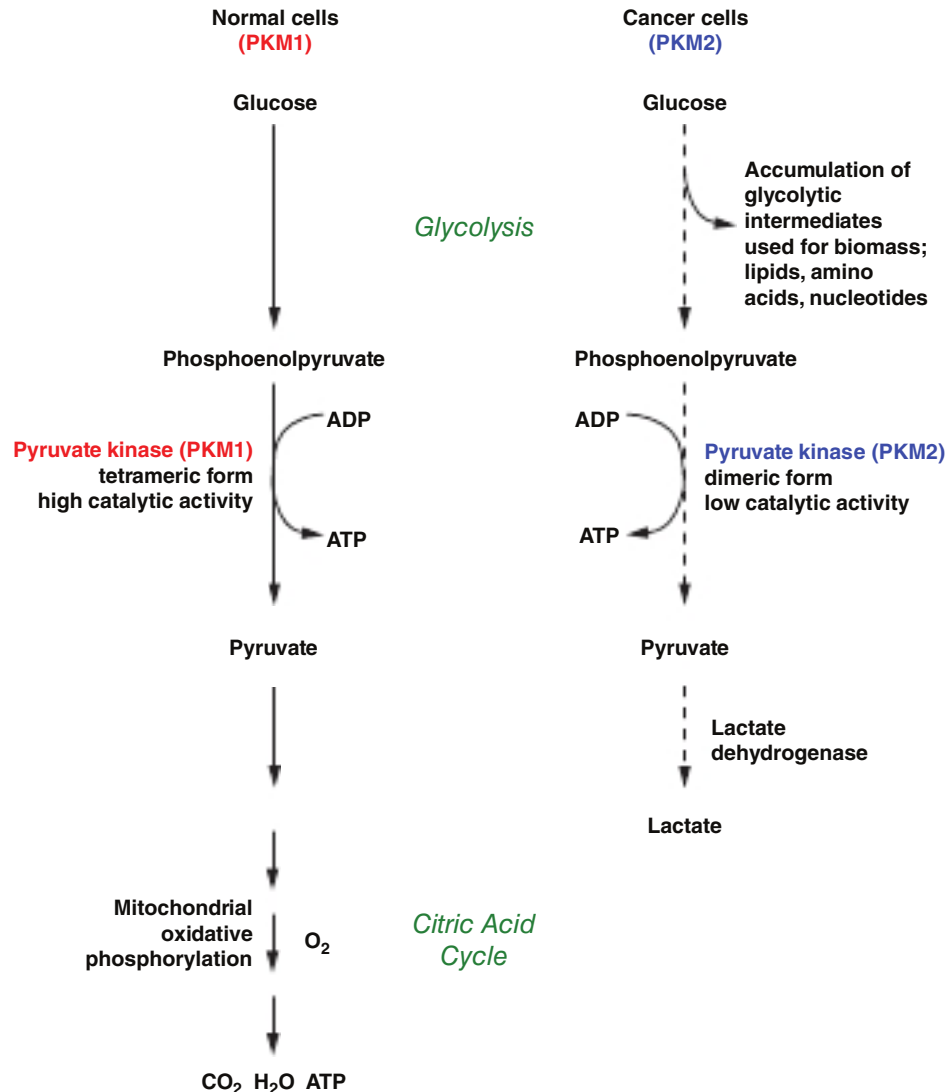 Normal cells
(PKM1)
Cancer cells
(PKM2)
Glucose
Glucose
Accumulation of
glycolytic
intermediates
used for biomass;
lipids, amino
acids, nucleotides
Glycolysis
Phosphoenolpyruvate
Phosphoenolpyruvate
ADP
ADP
Pyruvate kinase (PKM1)
tetrameric form
high catalytic activity
Pyruvate kinase (PKM2)
dimeric form
low catalytic activity
ATP
ATP
Pyruvate
Pyruvate
Lactate
dehydrogenase
Lactate
Mitochondrial
oxidative
phosphorylation
O₂
Citric Acid
Cycle
CO₂ H₂O ATP